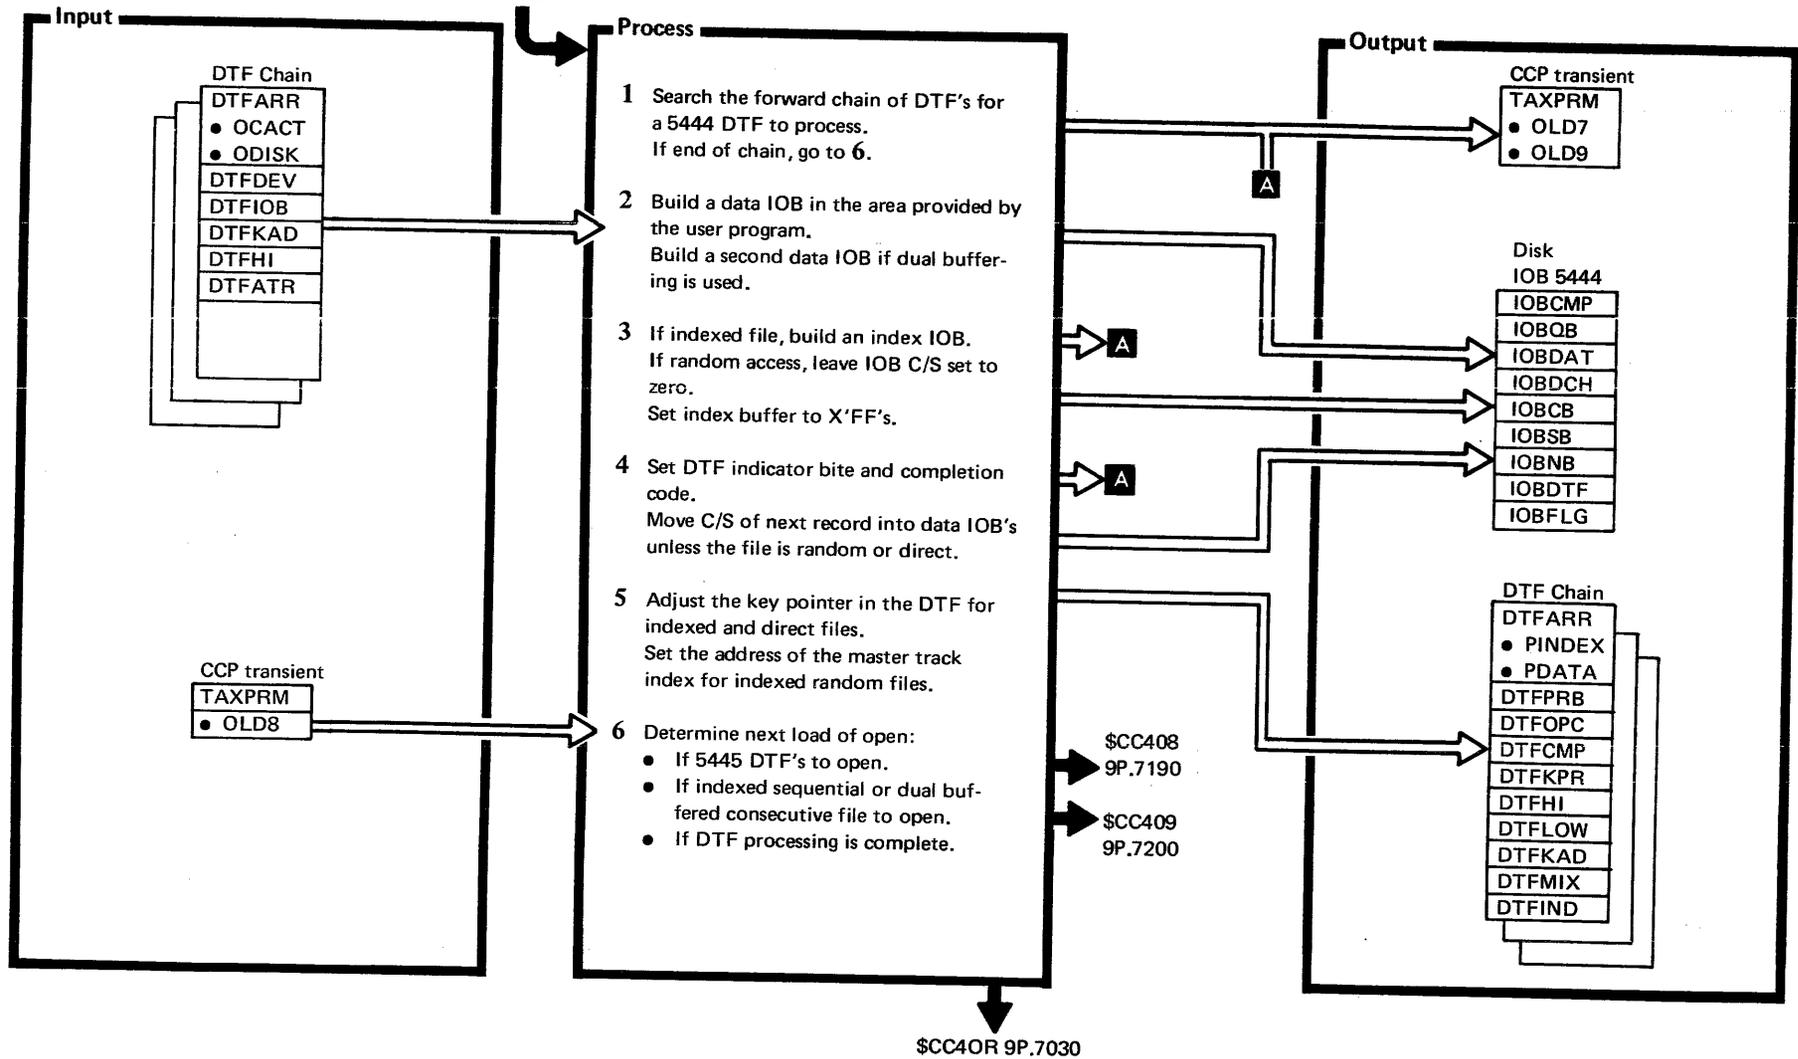 Input
DTF Chain
DTFARR
• OCACT
• ODISK
DTFDEV
DTFIOB
DTFKAD
DTFHI
DTFATR
CCP transient
TAXPRM
• OLD8
Process
1 Search the forward chain of DTF's for
a 5444 DTF to process.
If end of chain, go to 6.
2 Build a data IOB in the area provided by
the user program.
Build a second data IOB if dual buffer-
ing is used.
3 If indexed file, build an index IOB.
If random access, leave IOB C/S set to
zero.
Set index buffer to X'FF's.
4 Set DTF indicator bite and completion
code.
Move C/S of next record into data IOB's
unless the file is random or direct.
5 Adjust the key pointer in the DTF for
indexed and direct files.
Set the address of the master track
index for indexed random files.
6 Determine next load of open:
• If 5445 DTF's to open.
• If indexed sequential or dual buf-
fered consecutive file to open.
• If DTF processing is complete.
A
A
A
$CC408
9P.7190
$CC409
9P.7200
$CC4OR 9P.7030
Output
CCP transient
TAXPRM
• OLD7
• OLD9
Disk
IOB 5444
IOBCMP
IOBQB
IOBDAT
IOBDCH
IOBCB
IOBSB
IOBNB
IOBDTF
IOBFLG
DTF Chain
DTFARR
• PINDEX
• PDATA
DTFPRB
DTFOPC
DTFCMP
DTFKPR
DTFHI
DTFLOW
DTFKAD
DTFMIX
DTFIND